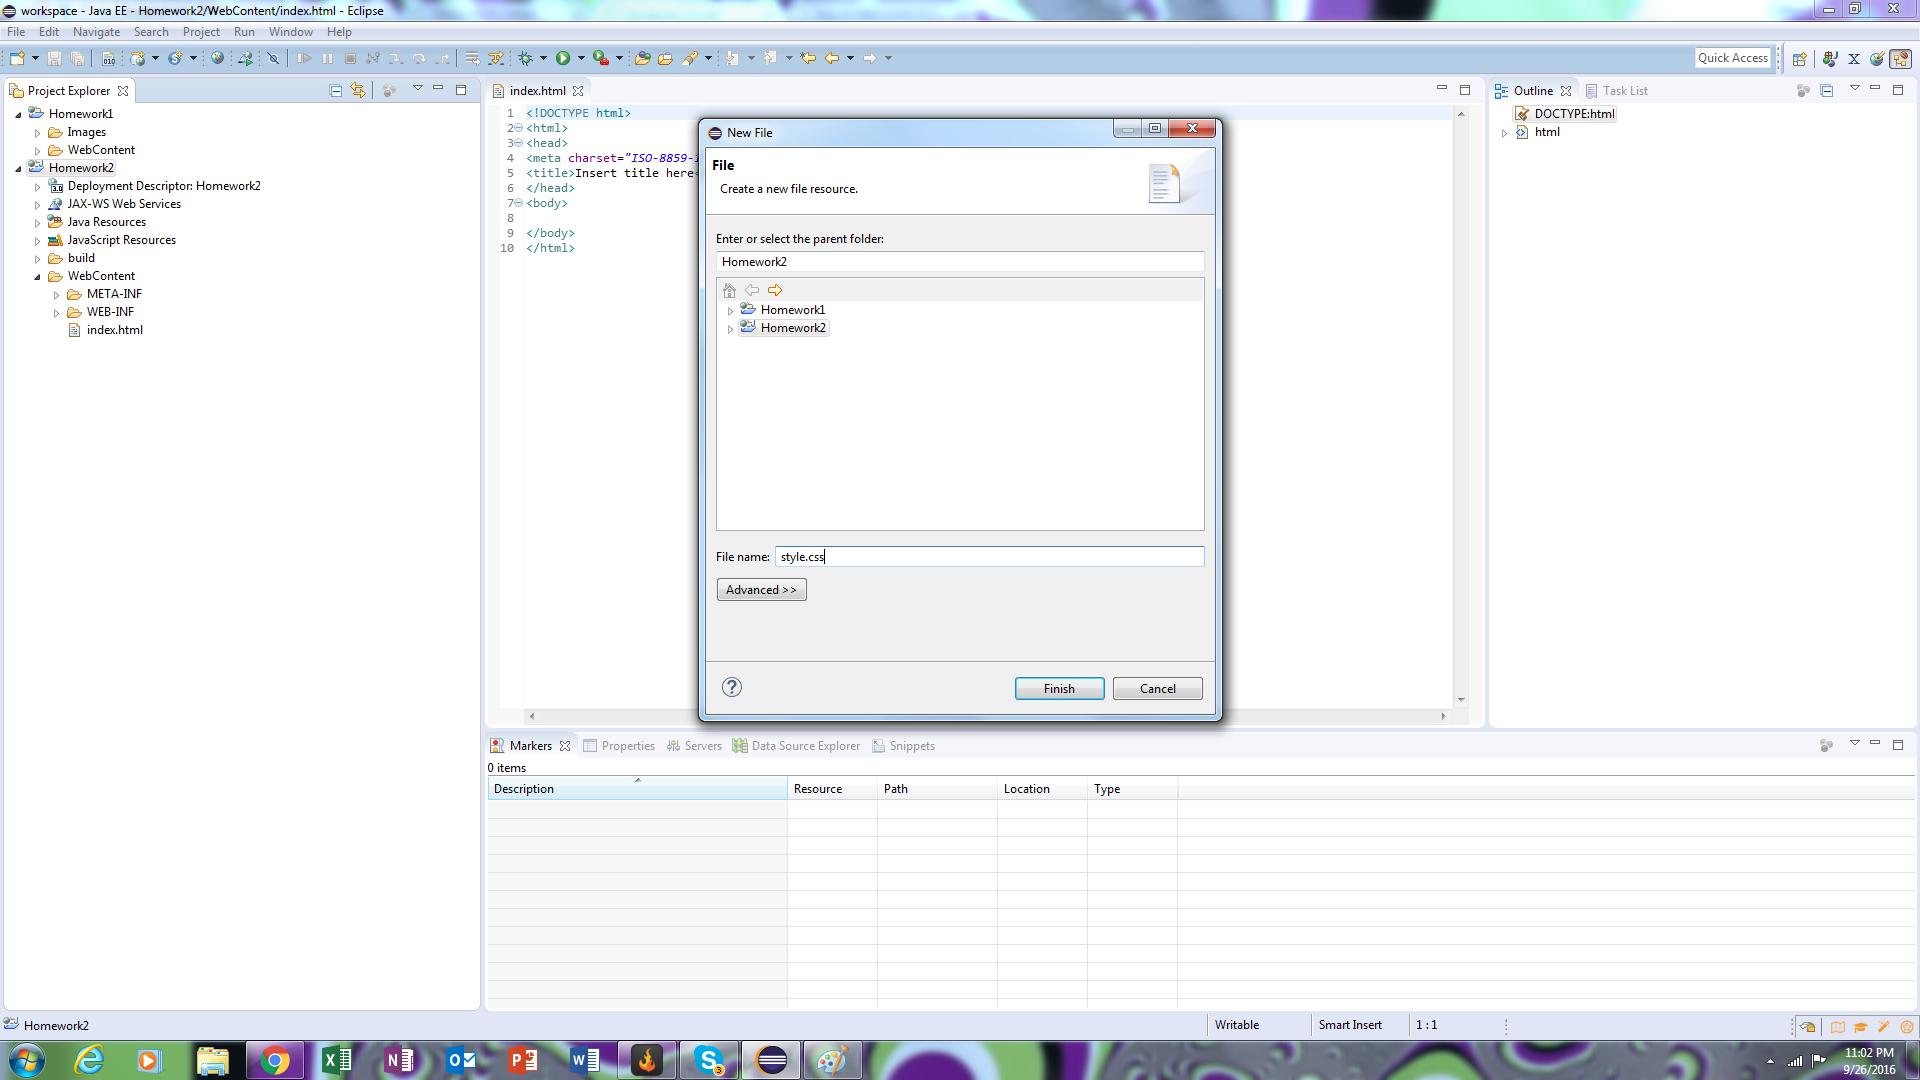 workspace - Java EE - Homework2/WebContent/index.html - Eclipse
File Edit Navigate Search Project Run Window Help
Quick Access
Project Explorer
Homework1
Images
WebContent
Homework2
Deployment Descriptor: Homework2
JAX-WS Web Services
Java Resources
JavaScript Resources
build
WebContent
META-INF
WEB-INF
index.html
index.html
1 <!DOCTYPE html>
2 <html>
3 <head>
4 <meta charset="ISO-8859-1
5 <title>Insert title here<
6 </head>
7 <body>
8
9 </body>
10 </html>
New File
File
Create a new file resource.
Enter or select the parent folder:
Homework2
Homework1
Homework2
File name: style.css
Advanced >>
Finish Cancel
Outline Task List
DOCTYPE:html
html
Markers Properties Servers Data Source Explorer Snippets
0 items
Description Resource Path Location Type
Homework2
Writable Smart Insert 1 : 1
11:02 PM
9/26/2016